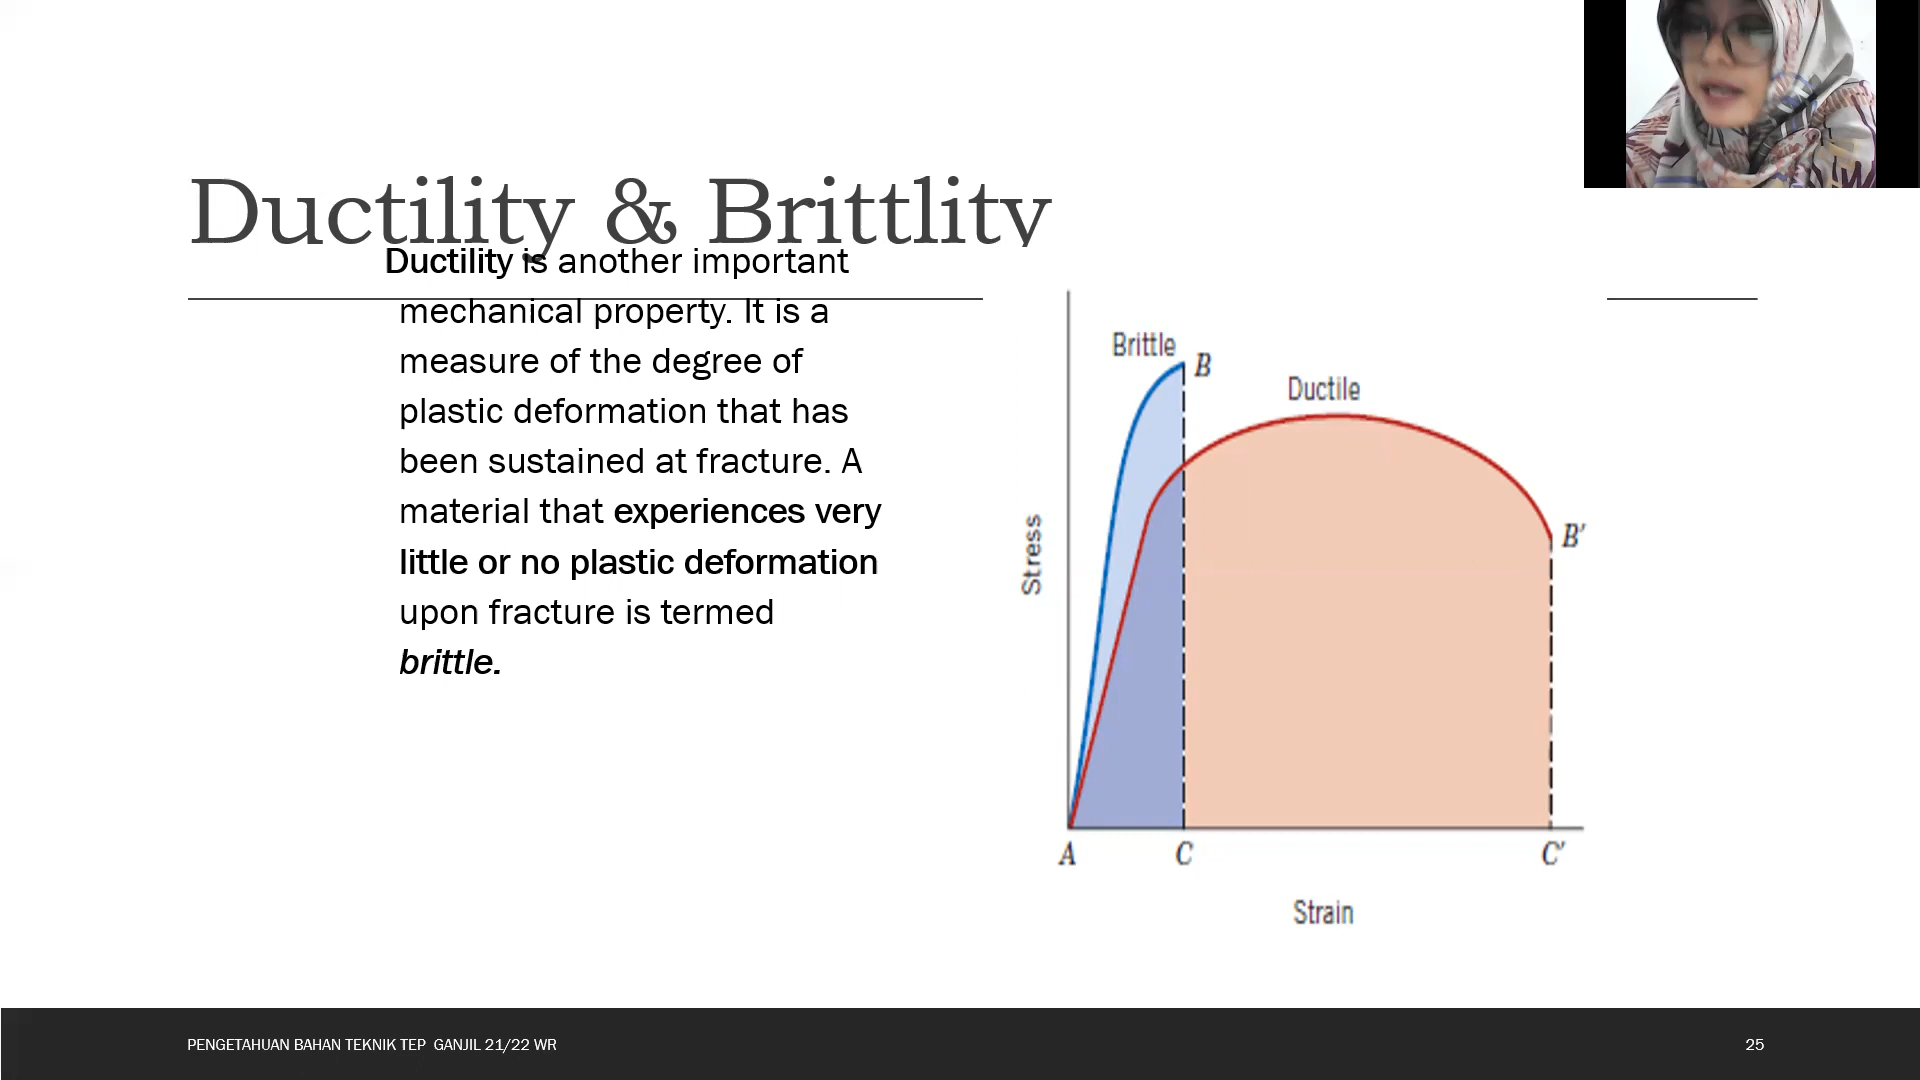 Ductility & Brittlity
Ductility is another important
mechanical property. It is a
measure of the degree of
plastic deformation that has
been sustained at fracture. A
material that experiences very
little or no plastic deformation
upon fracture is termed
brittle.
Brittle
B
Ductile
B'
Stress
A
C
C'
Strain
PENGETAHUAN BAHAN TEKNIK TEP GANJIL 21/22 WR
25